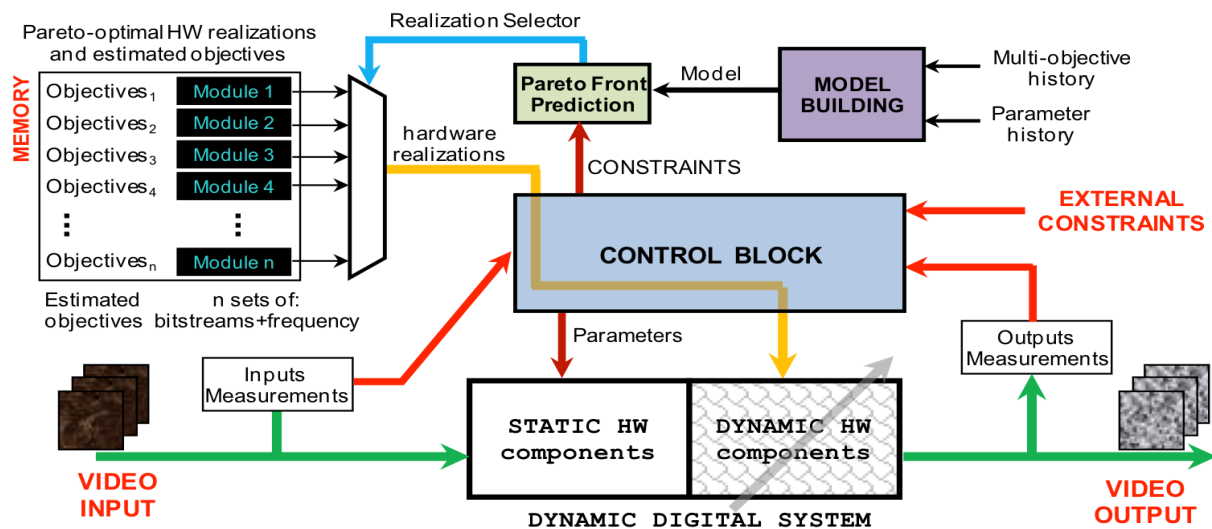 Pareto-optimal HW realizations
and estimated objectives
MEMORY
Objectives1 Module 1
Objectives2 Module 2
Objectives3 Module 3
Objectives4 Module 4
⋮ ⋮
Objectivesn Module n
Estimated
objectives
n sets of:
bitstreams+frequency
Realization Selector
hardware
realizations
Pareto Front
Prediction
Model
MODEL
BUILDING
Multi-objective
history
Parameter
history
CONSTRAINTS
EXTERNAL
CONSTRAINTS
CONTROL BLOCK
Parameters
Inputs
Measurements
Outputs
Measurements
STATIC HW
components
DYNAMIC HW
components
VIDEO
INPUT
VIDEO
OUTPUT
DYNAMIC DIGITAL SYSTEM